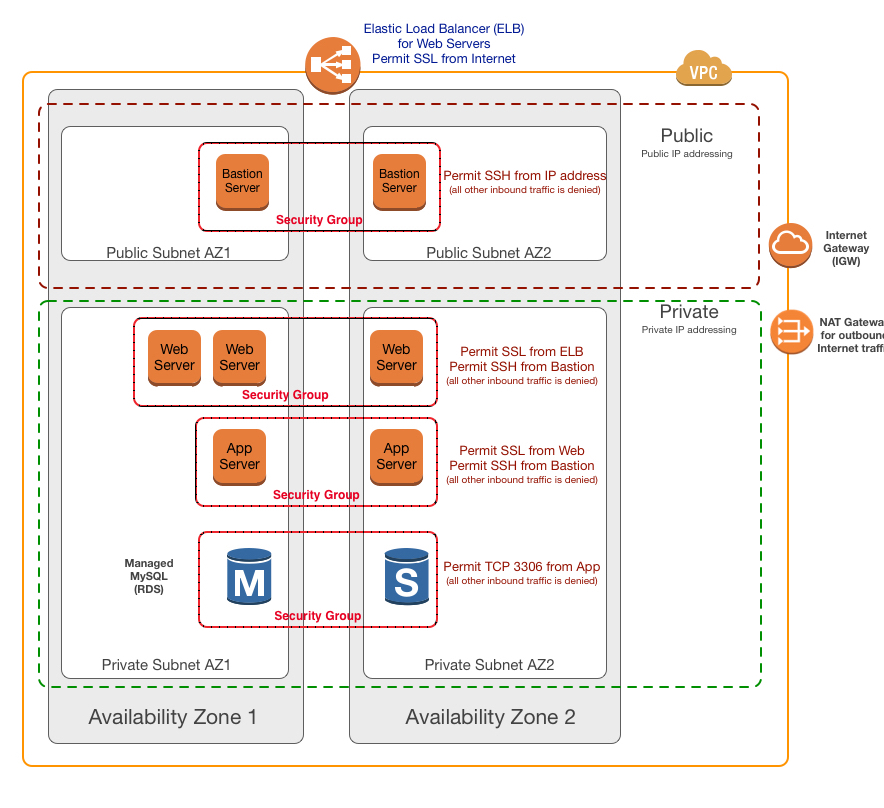 Elastic Load Balancer (ELB)
for Web Servers
Permit SSL from Internet
VPC
Public
Public IP addressing
Bastion
Server
Bastion
Server
Permit SSH from IP address
(all other inbound traffic is denied)
Security Group
Public Subnet AZ1
Public Subnet AZ2
Internet
Gateway
(IGW)
Private
Private IP addressing
NAT Gateway
for outbound
Internet traffi
Web
Server
Web
Server
Web
Server
Permit SSL from ELB
Permit SSH from Bastion
(all other inbound traffic is denied)
Security Group
App
Server
App
Server
Permit SSL from Web
Permit SSH from Bastion
(all other inbound traffic is denied)
Security Group
Managed
MySQL
(RDS)
M
S
Permit TCP 3306 from App
(all other inbound traffic is denied)
Security Group
Private Subnet AZ1
Private Subnet AZ2
Availability Zone 1
Availability Zone 2